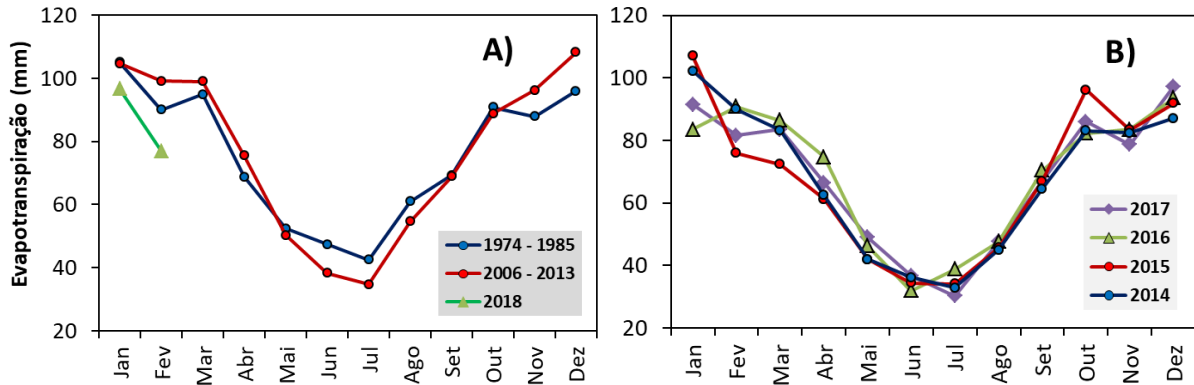 Evapotranspiração (mm)
120
100
80
60
40
20
A)
1974 - 1985
2006 - 2013
2018
Jan
Fev
Mar
Abr
Mai
Jun
Jul
Ago
Set
Out
Nov
Dez
120
100
80
60
40
20
B)
2017
2016
2015
2014
Jan
Fev
Mar
Abr
Mai
Jun
Jul
Ago
Set
Out
Nov
Dez